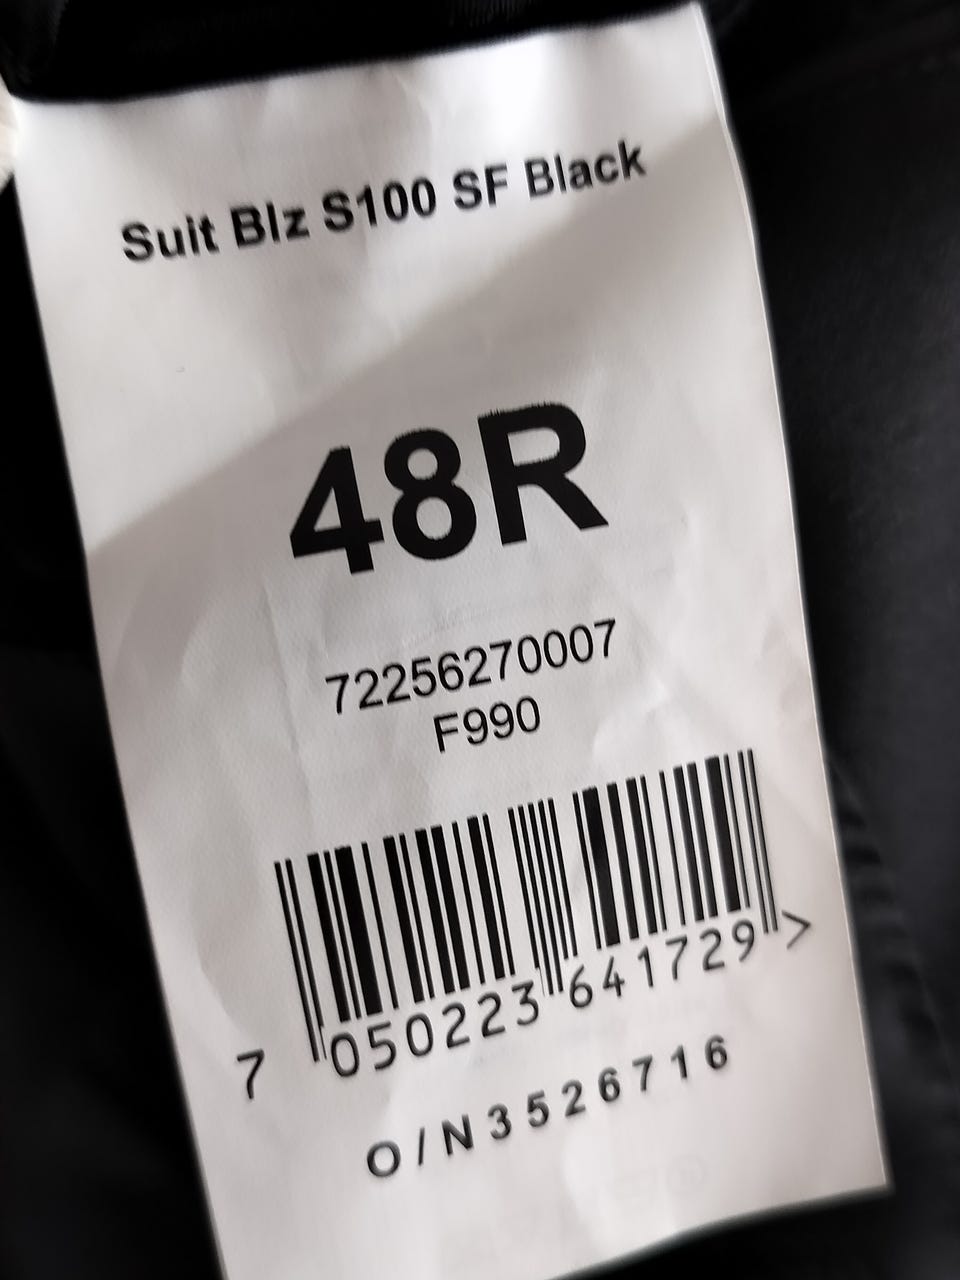 Suit Blz S100 SF Black
48R
72256270007
F990
7 050223 641729 >
O/N3526716